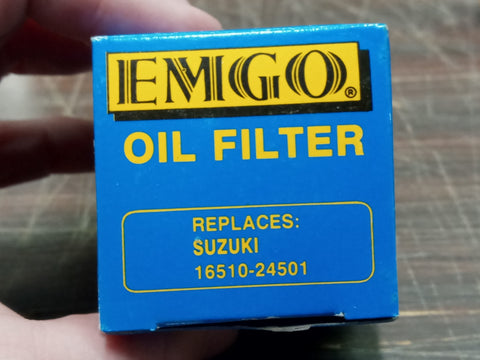 EMGO®
OIL FILTER
REPLACES:
SUZUKI
16510-24501